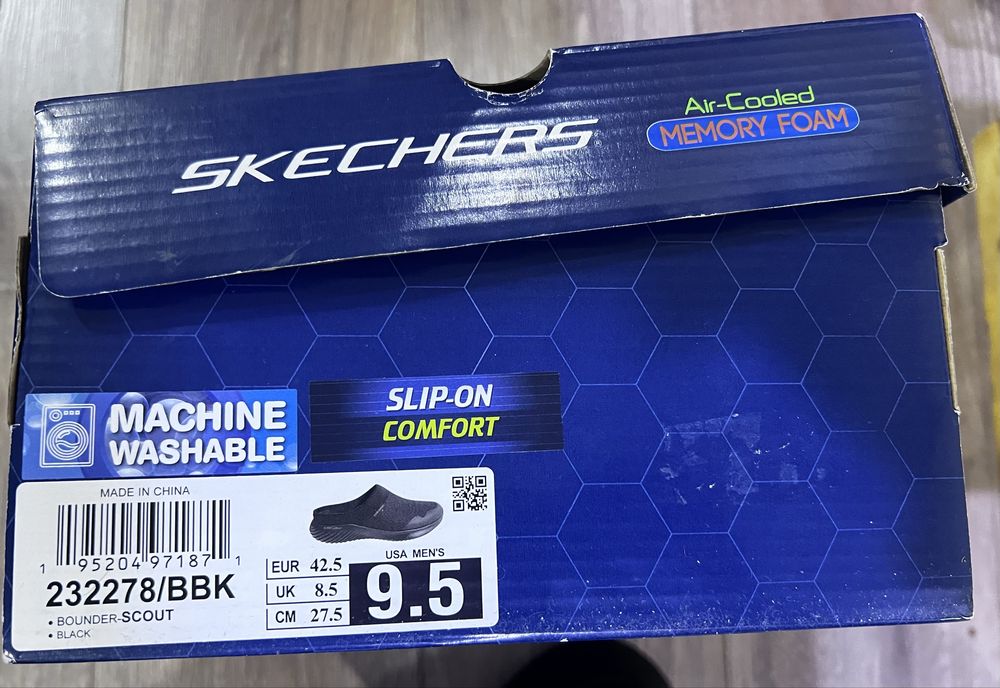 Air-Cooled
SKECHERS
MEMORY FOAM
MACHINE
WASHABLE
SLIP-ON
COMFORT
MADE IN CHINA
1 95204 97187 1
232278/BBK
• BOUNDER-SCOUT
• BLACK
EUR 42.5
UK 8.5
CM 27.5
USA MEN'S
9.5